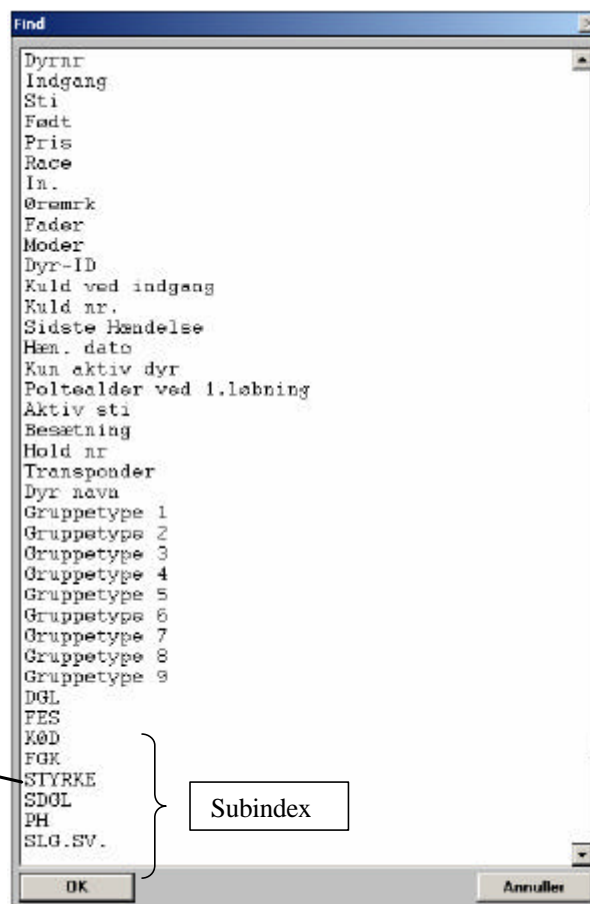 Find
Dyrnr
Indgang
Sti
Født
Pris
Race
In.
Øremrk
Fader
Moder
Dyr-ID
Kuld ved indgang
Kuld nr.
Sidste Hændelse
Hæn. dato
Kun aktiv dyr
Poltealder ved 1.løbning
Aktiv sti
Besætning
Hold nr
Transponder
Dyr navn
Gruppetype 1
Gruppetype 2
Gruppetype 3
Gruppetype 4
Gruppetype 5
Gruppetype 6
Gruppetype 7
Gruppetype 8
Gruppetype 9
DGL
FES
KØD
FGK
STYRKE
SDGL
PH
SLG.SV.
Subindex
OK
Annuller